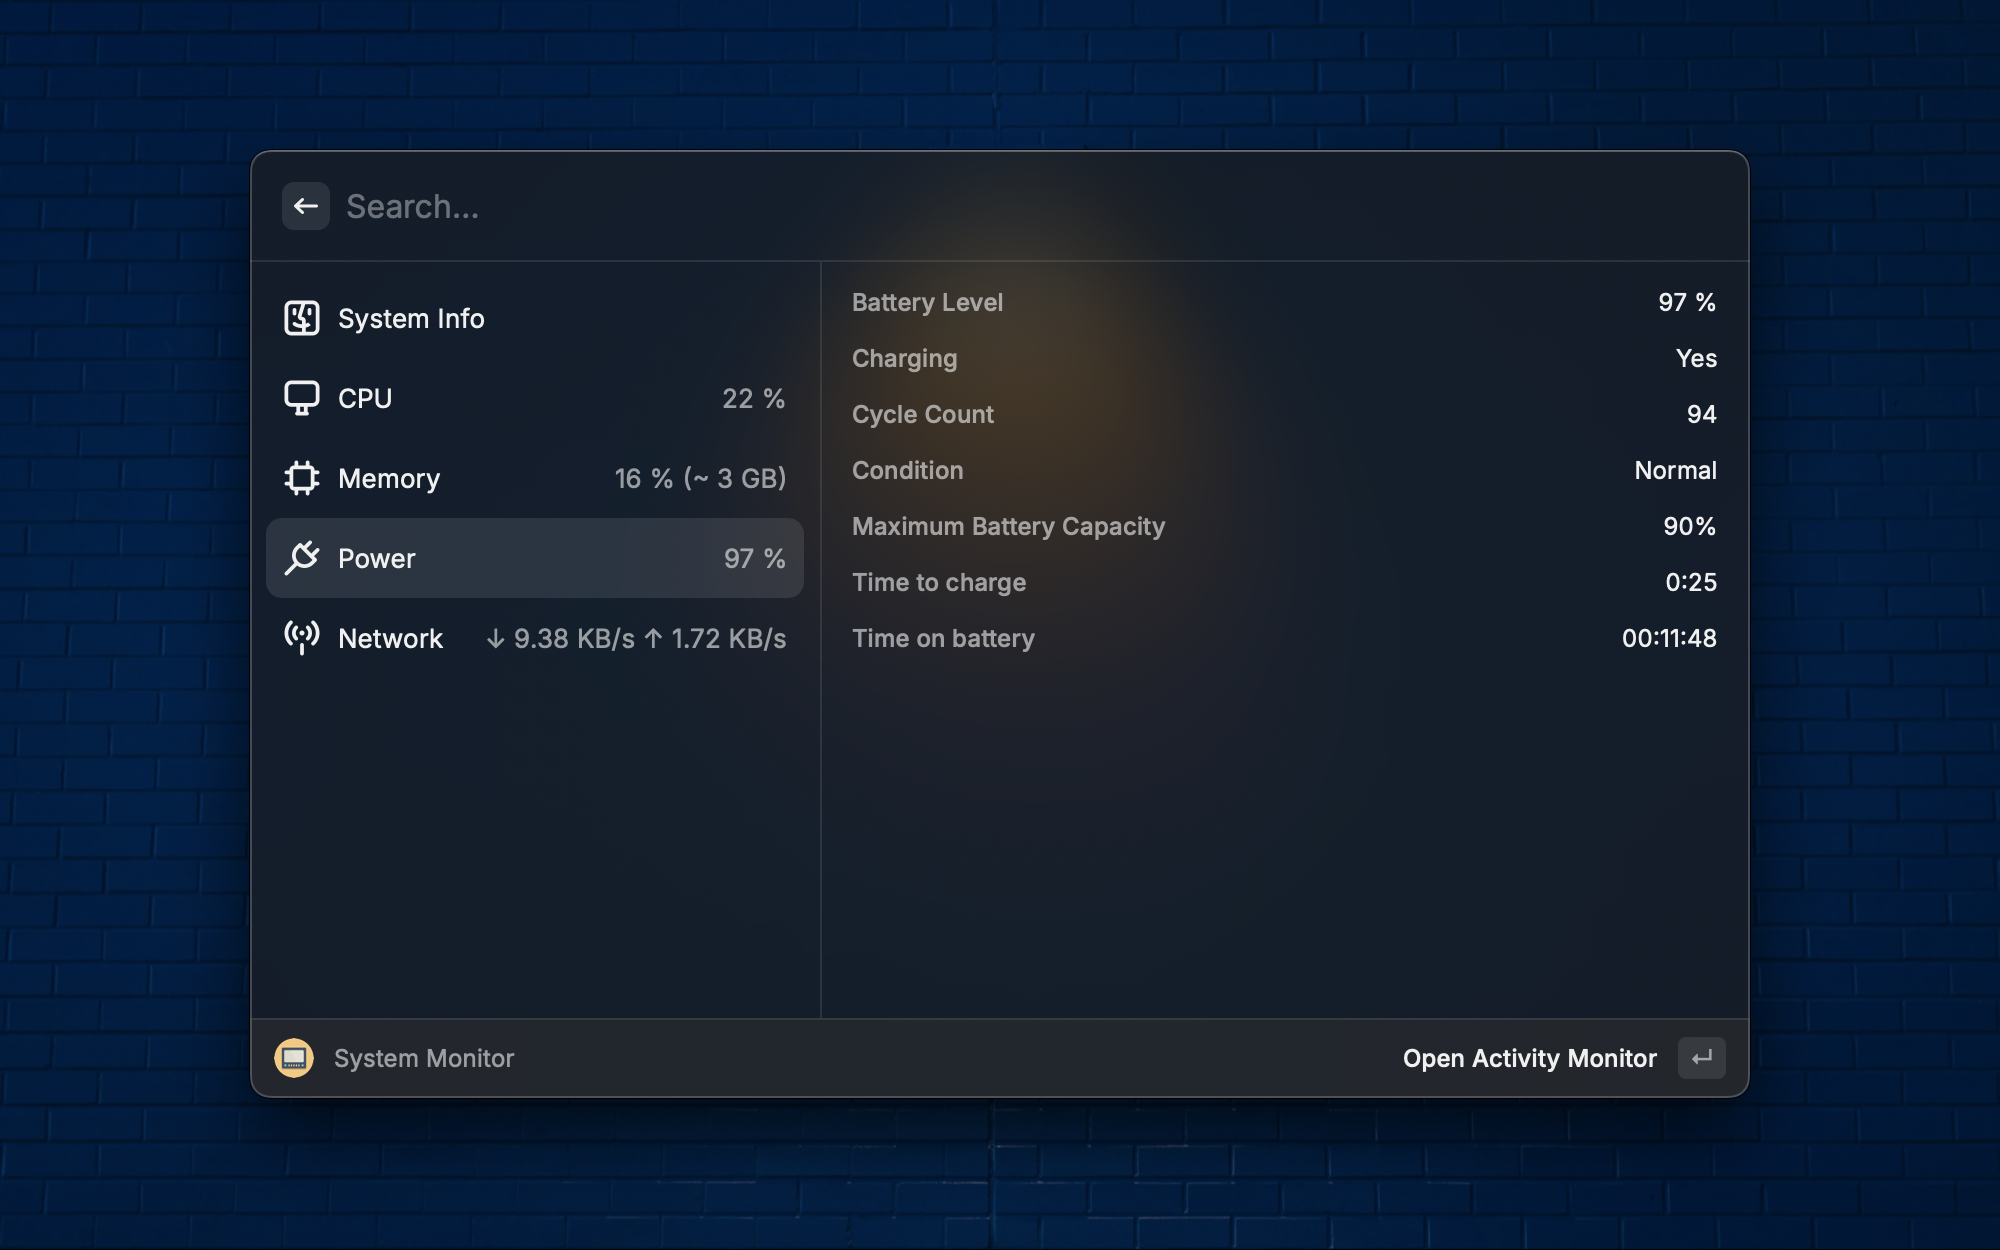 Search...
System Info
CPU 22 %
Memory 16 % (~ 3 GB)
Power 97 %
Network ↓ 9.38 KB/s ↑ 1.72 KB/s
Battery Level 97 %
Charging Yes
Cycle Count 94
Condition Normal
Maximum Battery Capacity 90%
Time to charge 0:25
Time on battery 00:11:48
System Monitor
Open Activity Monitor